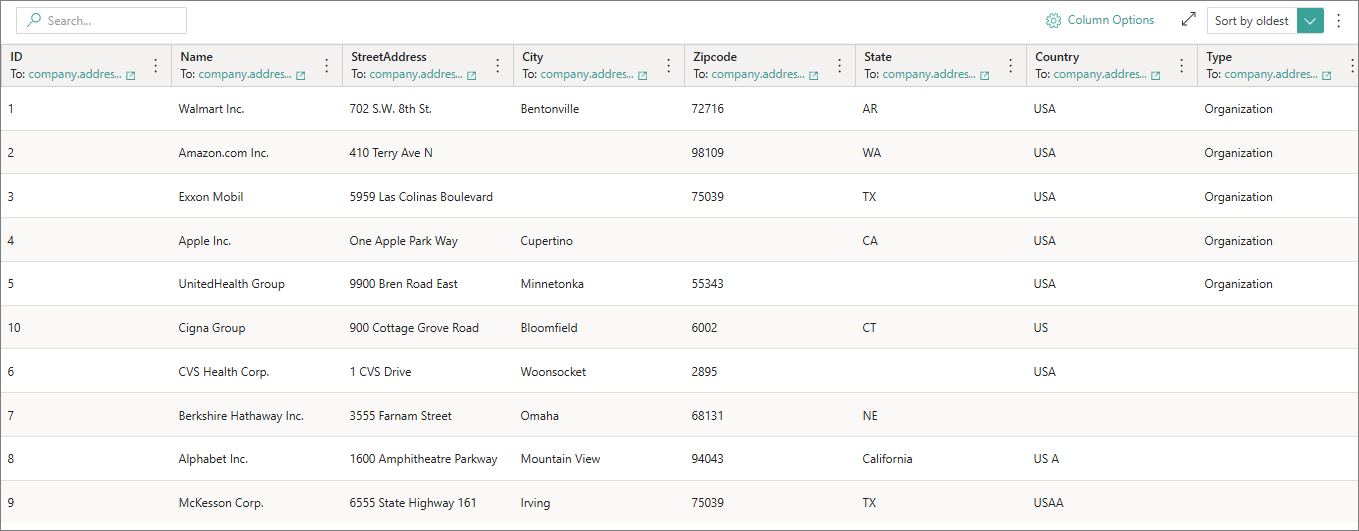 Search... Column Options Sort by oldest
ID Name StreetAddress City Zipcode State Country Type
To: company.addres... To: company.addres... To: company.addres... To: company.addres... To: company.addres... To: company.addres... To: company.addres... To: company.addres...
1 Walmart Inc. 702 S.W. 8th St. Bentonville 72716 AR USA Organization
2 Amazon.com Inc. 410 Terry Ave N 98109 WA USA Organization
3 Exxon Mobil 5959 Las Colinas Boulevard 75039 TX USA Organization
4 Apple Inc. One Apple Park Way Cupertino CA USA Organization
5 UnitedHealth Group 9900 Bren Road East Minnetonka 55343 USA Organization
10 Cigna Group 900 Cottage Grove Road Bloomfield 6002 CT US
6 CVS Health Corp. 1 CVS Drive Woonsocket 2895 USA
7 Berkshire Hathaway Inc. 3555 Farnam Street Omaha 68131 NE
8 Alphabet Inc. 1600 Amphitheatre Parkway Mountain View 94043 California US A
9 McKesson Corp. 6555 State Highway 161 Irving 75039 TX USAA